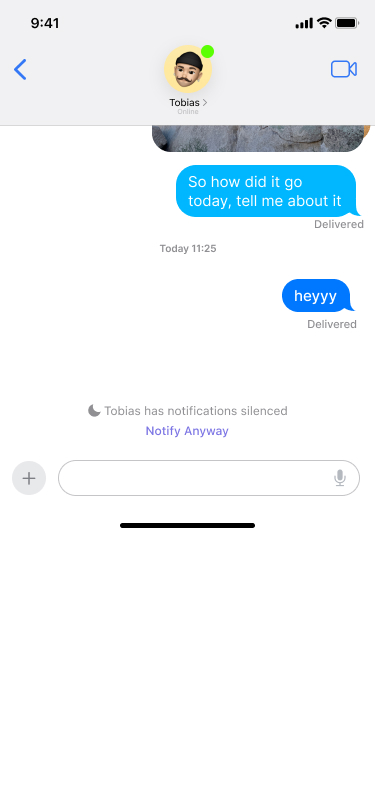 9:41
Tobias
Online
So how did it go
today, tell me about it
Delivered
Today 11:25
heyyy
Delivered
Tobias has notifications silenced
Notify Anyway